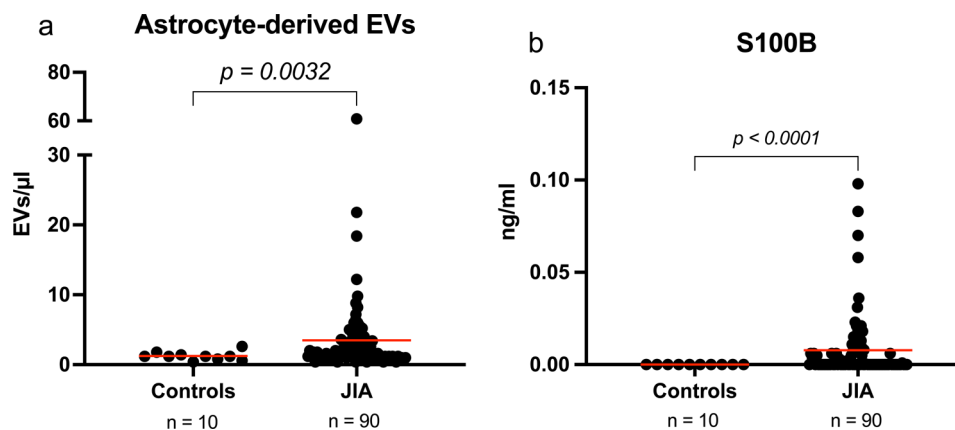 a
Astrocyte-derived EVs
p = 0.0032
80
60
30
20
10
0
EVs/µl
Controls
JIA
n = 10
n = 90
b
S100B
p < 0.0001
0.15
0.10
0.05
0.00
ng/ml
Controls
JIA
n = 10
n = 90